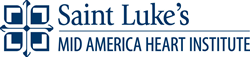 Saint Luke's
MID AMERICA HEART INSTITUTE